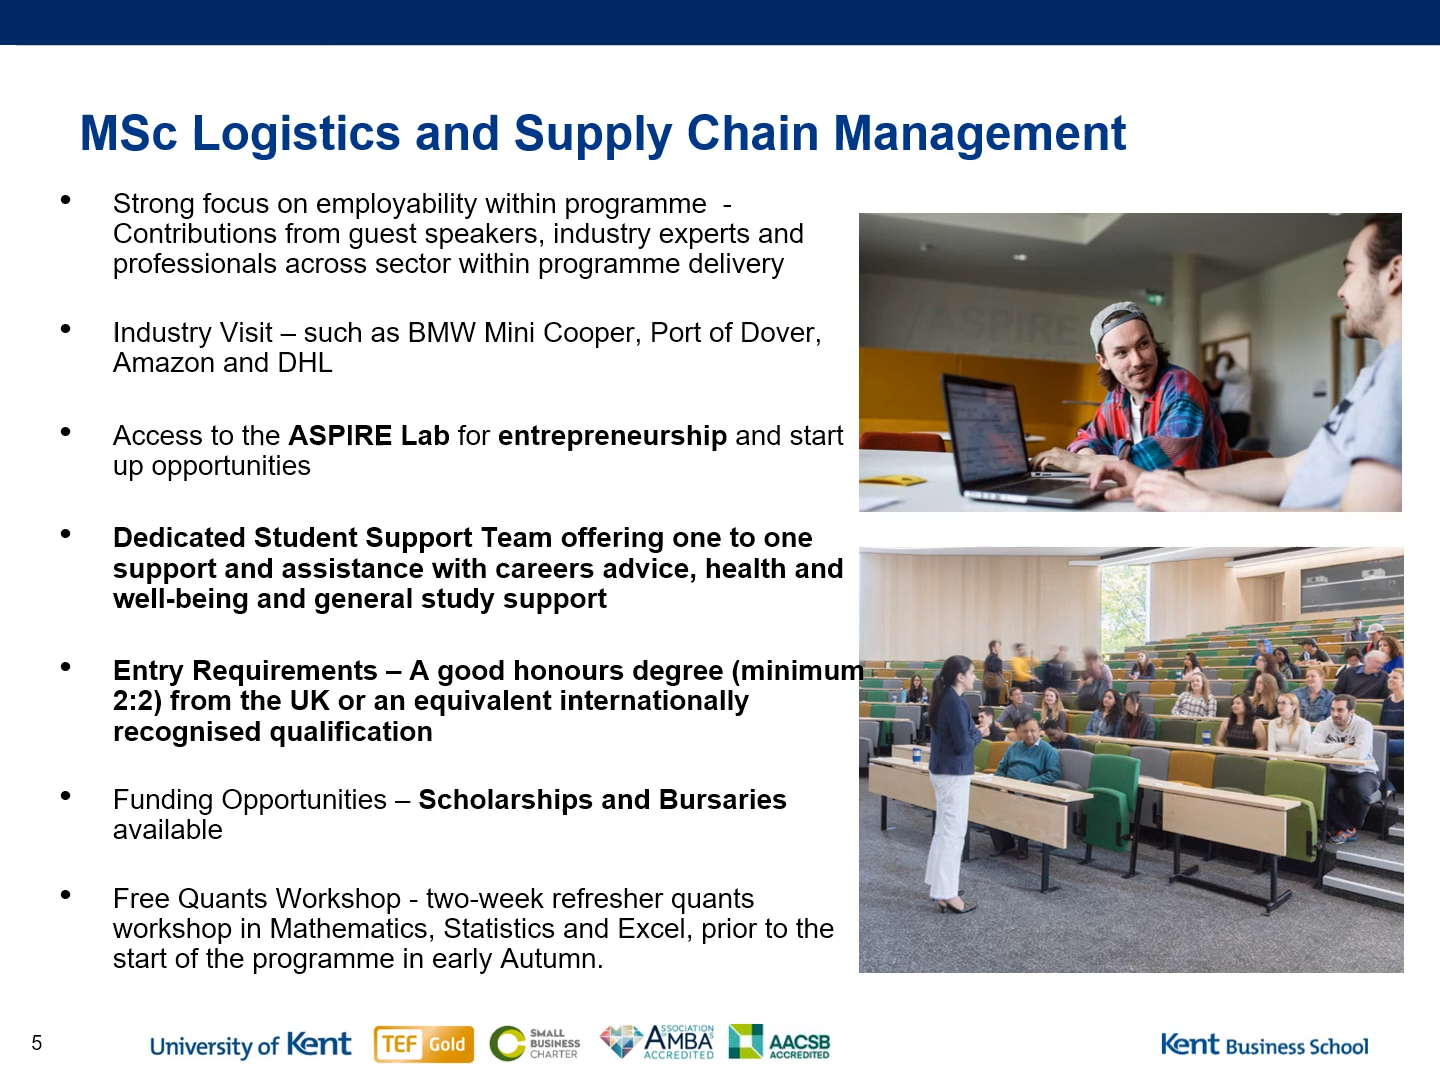 MSc Logistics and Supply Chain Management
• Strong focus on employability within programme  -
Contributions from guest speakers, industry experts and
professionals across sector within programme delivery
• Industry Visit – such as BMW Mini Cooper, Port of Dover,
Amazon and DHL
• Access to the ASPIRE Lab for entrepreneurship and start
up opportunities
• Dedicated Student Support Team offering one to one
support and assistance with careers advice, health and
well-being and general study support
• Entry Requirements – A good honours degree (minimum
2:2) from the UK or an equivalent internationally
recognised qualification
• Funding Opportunities – Scholarships and Bursaries
available
• Free Quants Workshop - two-week refresher quants
workshop in Mathematics, Statistics and Excel, prior to the
start of the programme in early Autumn.
ASPiRE
5
University of Kent
TEF Gold
SMALL
BUSINESS
CHARTER
ASSOCIATION
AMBA
ACCREDITED
AACSB
ACCREDITED
Kent Business School